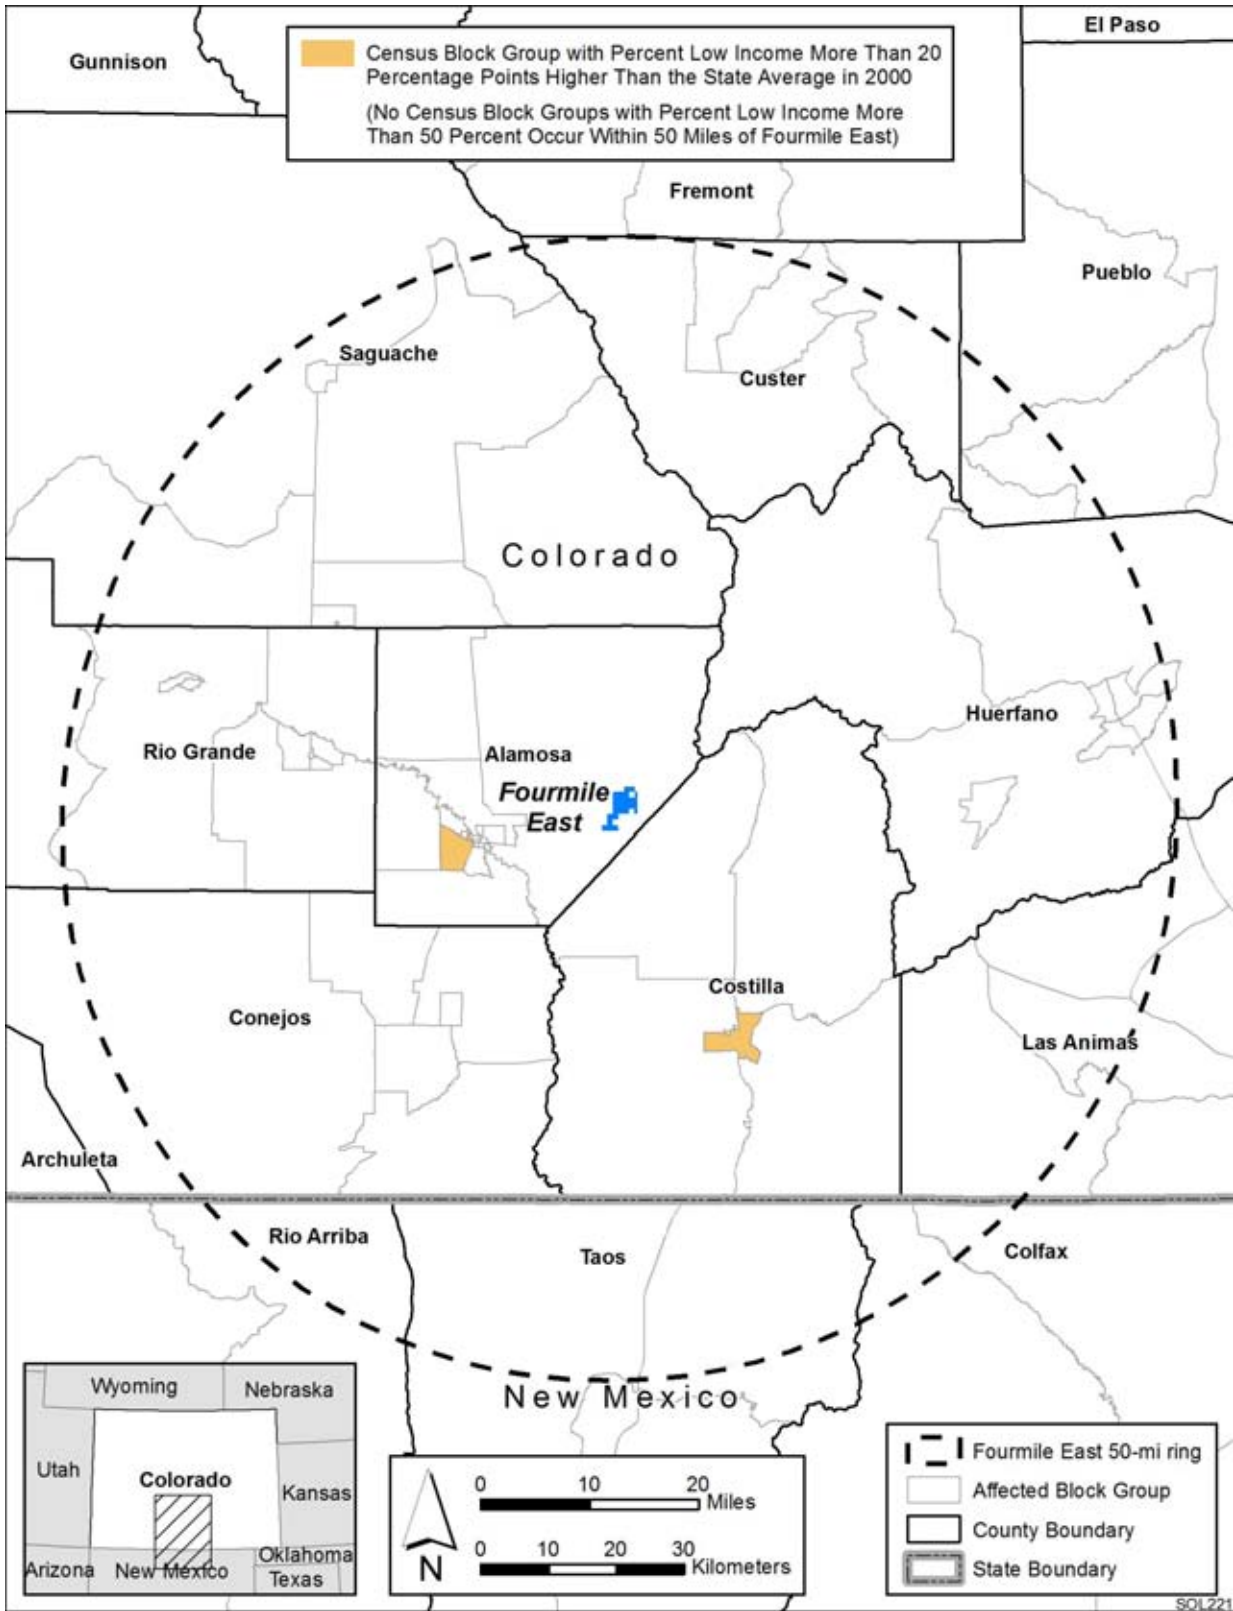 El Paso
Gunnison
Census Block Group with Percent Low Income More Than 20
Percentage Points Higher Than the State Average in 2000
(No Census Block Groups with Percent Low Income More
Than 50 Percent Occur Within 50 Miles of Fourmile East)
Fremont
Pueblo
Saguache
Custer
Colorado
Huerfano
Rio Grande
Alamosa
Fourmile
East
Costilla
Conejos
Las Animas
Archuleta
Rio Arriba
Taos
Colfax
New Mexico
Wyoming
Nebraska
Utah
Colorado
Kansas
Arizona
New Mexico
Oklahoma
Texas
N
0 10 20
Miles
0 10 20 30
Kilometers
Fourmile East 50-mi ring
Affected Block Group
County Boundary
State Boundary
SOL221